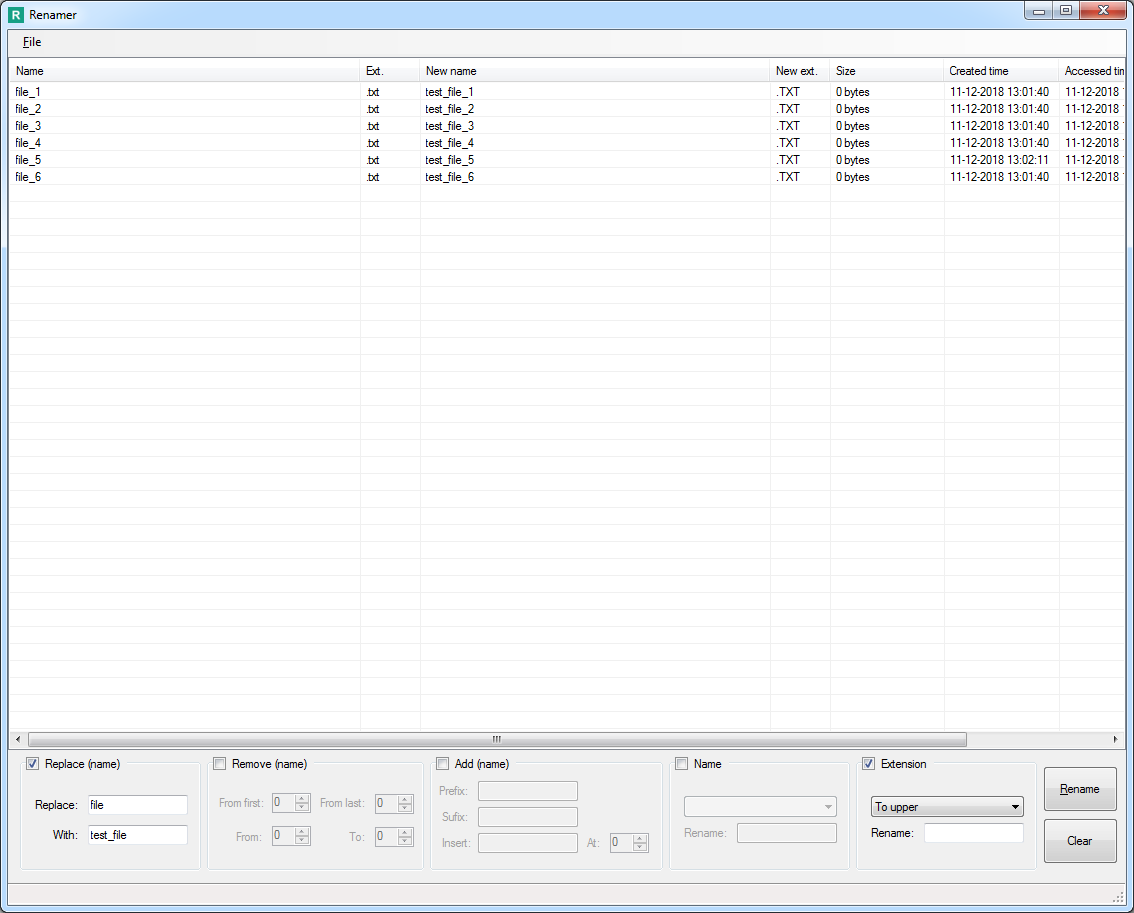 R Renamer
File
Name Ext. New name New ext. Size Created time Accessed tim
file_1 .txt test_file_1 .TXT 0 bytes 11-12-2018 13:01:40 11-12-2018
file_2 .txt test_file_2 .TXT 0 bytes 11-12-2018 13:01:40 11-12-2018
file_3 .txt test_file_3 .TXT 0 bytes 11-12-2018 13:01:40 11-12-2018
file_4 .txt test_file_4 .TXT 0 bytes 11-12-2018 13:01:40 11-12-2018
file_5 .txt test_file_5 .TXT 0 bytes 11-12-2018 13:02:11 11-12-2018
file_6 .txt test_file_6 .TXT 0 bytes 11-12-2018 13:01:40 11-12-2018
Replace (name) Remove (name) Add (name) Name Extension
Replace: file
With: test_file
From first: 0 From last: 0
From: 0 To: 0
Prefix:
Sufix:
Insert: At: 0
Rename:
To upper
Rename:
Rename
Clear